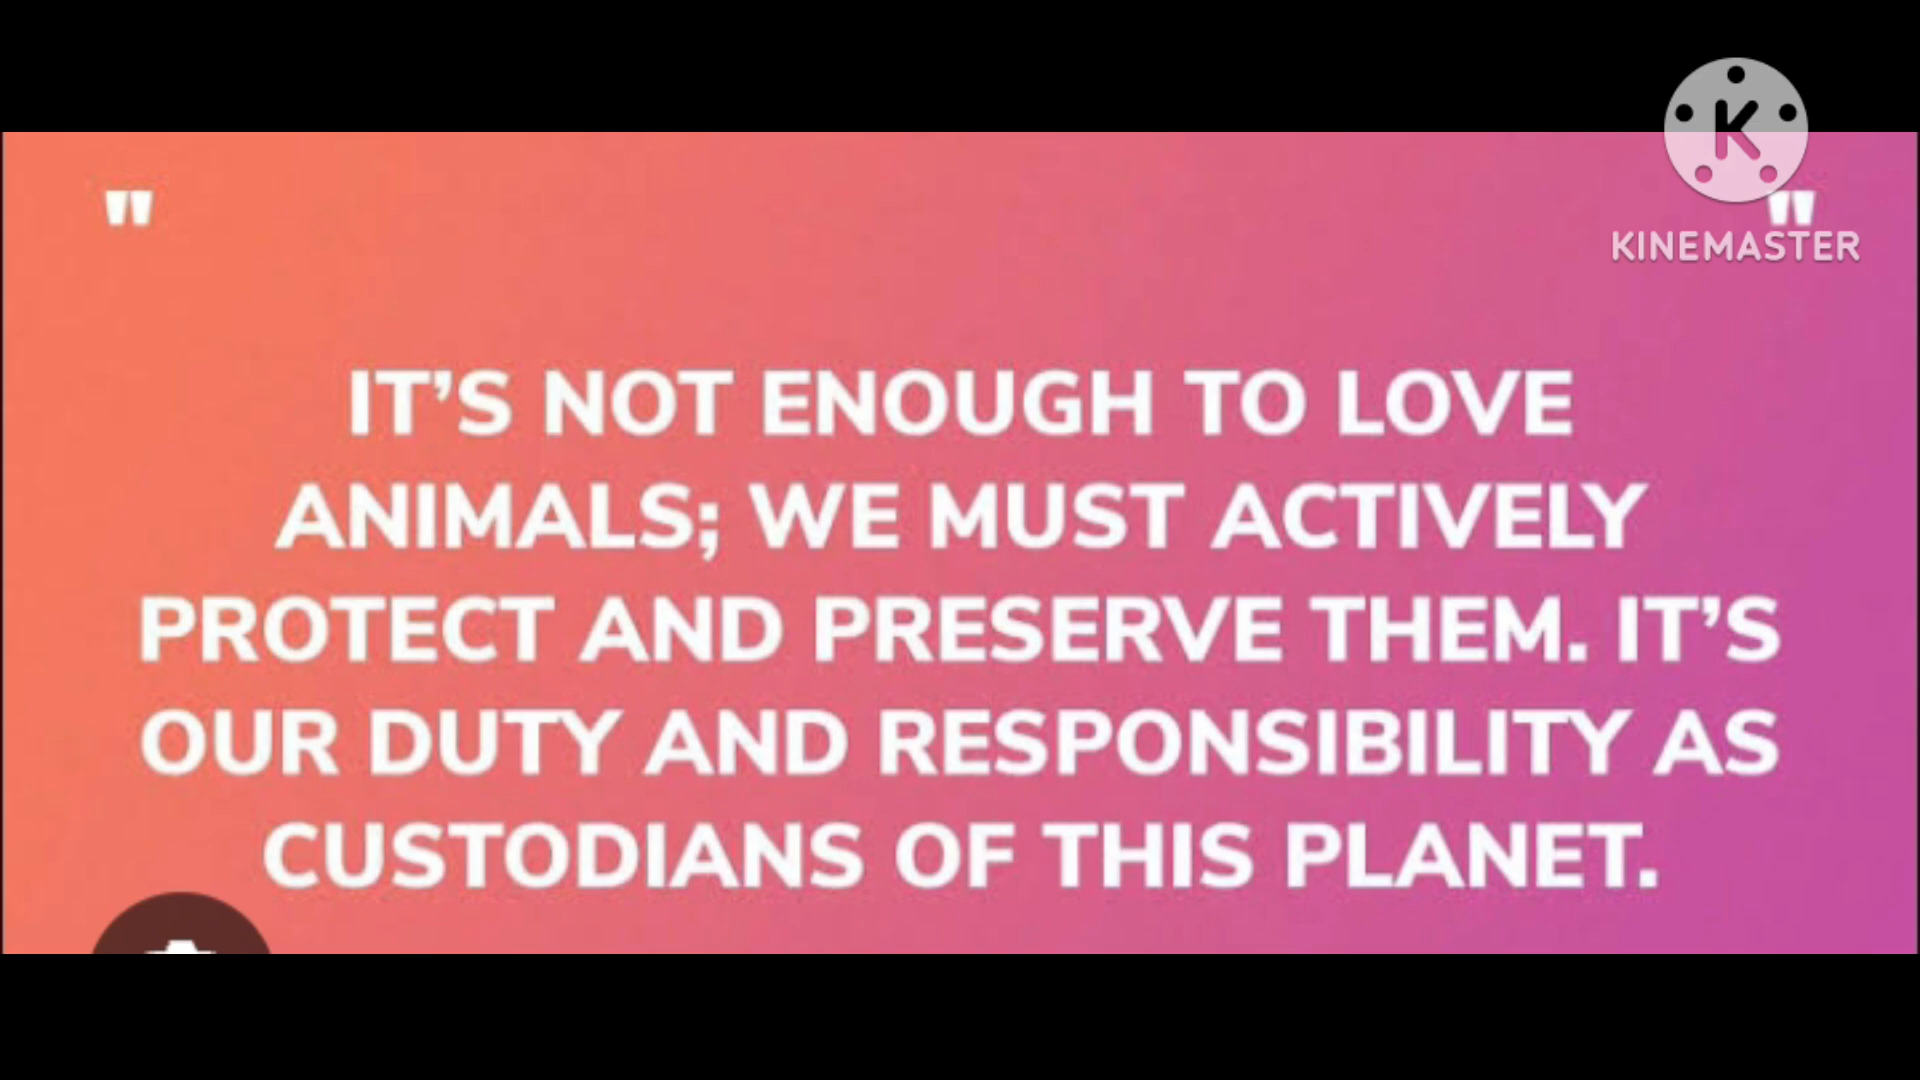 K
KINEMASTER
" "
IT’S NOT ENOUGH TO LOVE
ANIMALS; WE MUST ACTIVELY
PROTECT AND PRESERVE THEM. IT’S
OUR DUTY AND RESPONSIBILITY AS
CUSTODIANS OF THIS PLANET.